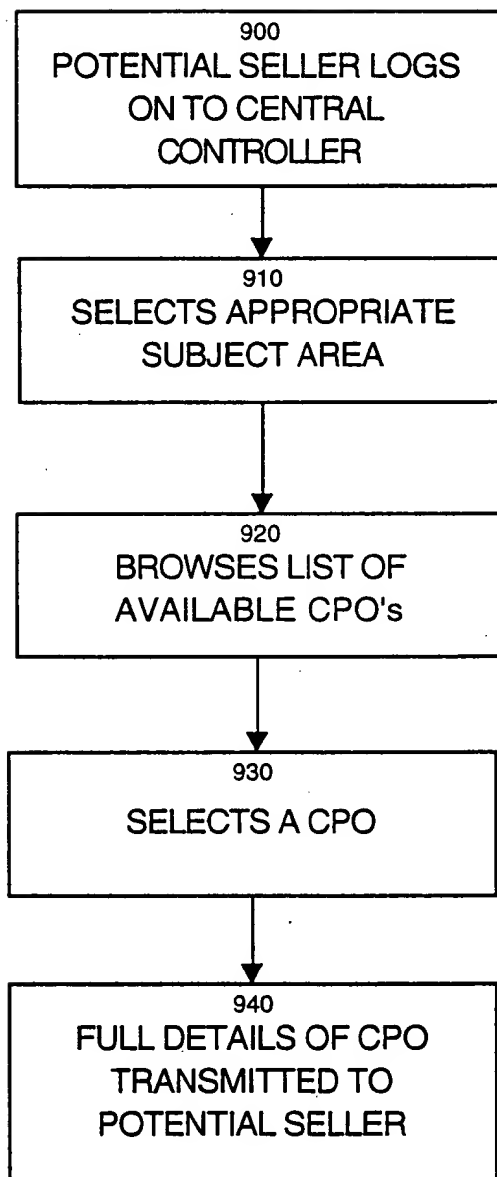 900
POTENTIAL SELLER LOGS
ON TO CENTRAL
CONTROLLER
910
SELECTS APPROPRIATE
SUBJECT AREA
920
BROWSES LIST OF
AVAILABLE CPO's
930
SELECTS A CPO
940
FULL DETAILS OF CPO
TRANSMITTED TO
POTENTIAL SELLER